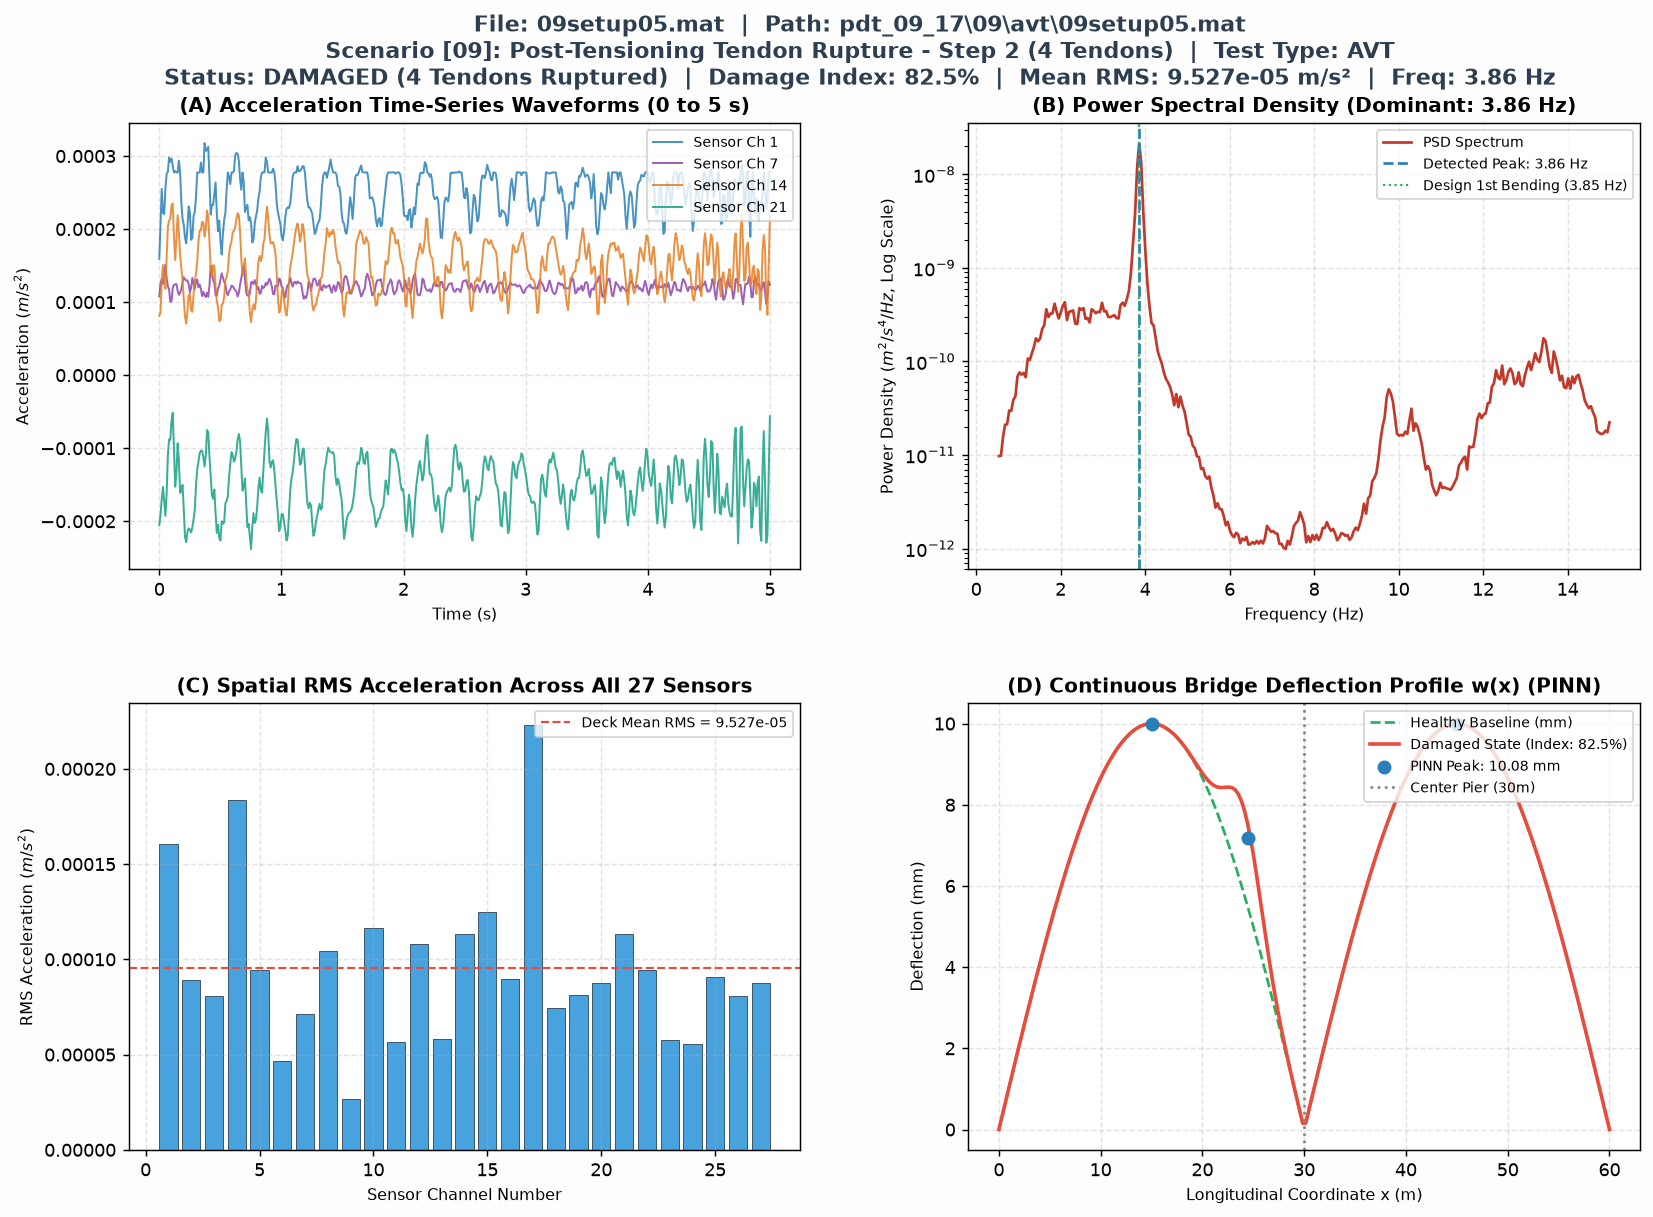 File: 09setup05.mat  |  Path: pdt_09_17\09\avt\09setup05.mat
Scenario [09]: Post-Tensioning Tendon Rupture - Step 2 (4 Tendons)  |  Test Type: AVT
Status: DAMAGED (4 Tendons Ruptured)  |  Damage Index: 82.5%  |  Mean RMS: 9.527e-05 m/s²  |  Freq: 3.86 Hz
(A) Acceleration Time-Series Waveforms (0 to 5 s)
Sensor Ch 1
Sensor Ch 7
Sensor Ch 14
Sensor Ch 21
0.0003
0.0002
0.0001
0.0000
−0.0001
−0.0002
Acceleration (m/s²)
0 1 2 3 4 5
Time (s)
(B) Power Spectral Density (Dominant: 3.86 Hz)
PSD Spectrum
Detected Peak: 3.86 Hz
Design 1st Bending (3.85 Hz)
10⁻⁸
10⁻⁹
10⁻¹⁰
10⁻¹¹
10⁻¹²
Power Density (m²/s⁴/Hz, Log Scale)
0 2 4 6 8 10 12 14
Frequency (Hz)
(C) Spatial RMS Acceleration Across All 27 Sensors
Deck Mean RMS = 9.527e-05
0.00020
0.00015
0.00010
0.00005
0.00000
RMS Acceleration (m/s²)
0 5 10 15 20 25
Sensor Channel Number
(D) Continuous Bridge Deflection Profile w(x) (PINN)
Healthy Baseline (mm)
Damaged State (Index: 82.5%)
PINN Peak: 10.08 mm
Center Pier (30m)
10
8
6
4
2
0
Deflection (mm)
0 10 20 30 40 50 60
Longitudinal Coordinate x (m)